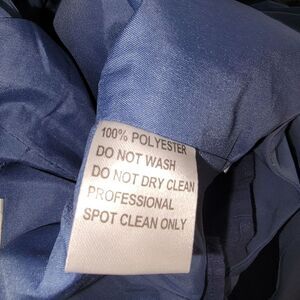 100% POLYESTER
DO NOT WASH
DO NOT DRY CLEAN
PROFESSIONAL
SPOT CLEAN ONLY